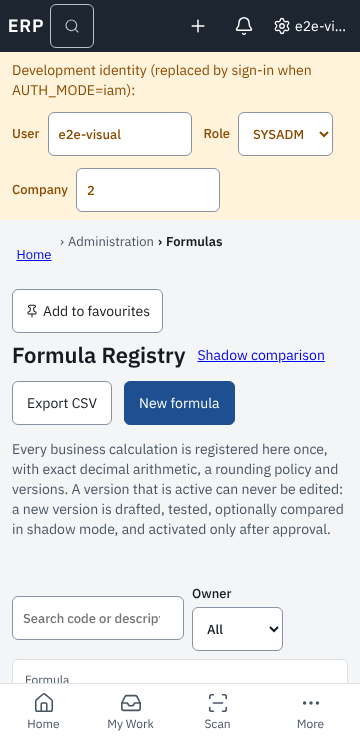 ERP
e2e-vi...
Development identity (replaced by sign-in when
AUTH_MODE=iam):
User
e2e-visual
Role
SYSADM
Company
2
Home › Administration › Formulas
Add to favourites
Formula Registry
Shadow comparison
Export CSV
New formula
Every business calculation is registered here once,
with exact decimal arithmetic, a rounding policy and
versions. A version that is active can never be edited:
a new version is drafted, tested, optionally compared
in shadow mode, and activated only after approval.
Owner
Search code or descrip
All
Formula
Home
My Work
Scan
More